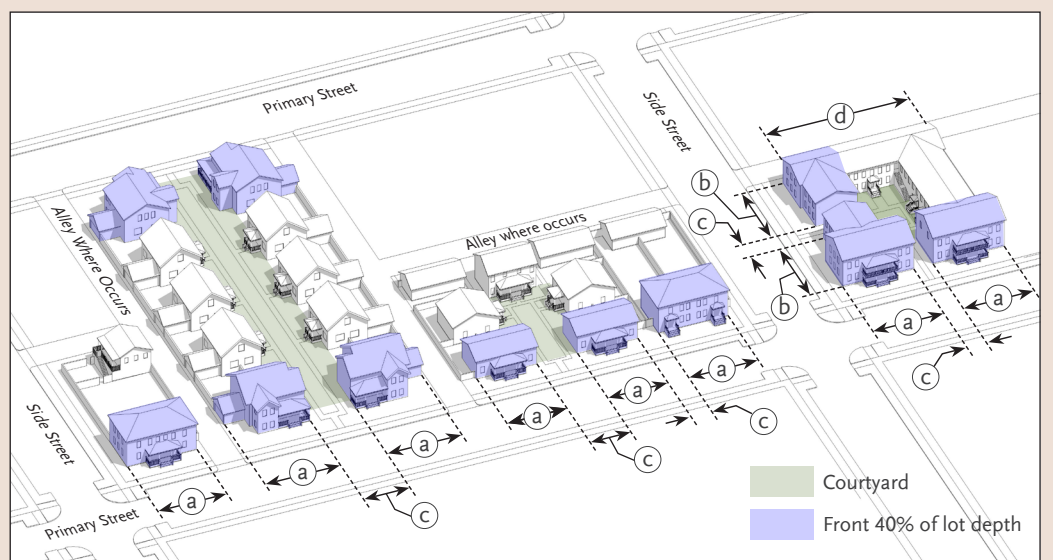 Primary Street
Side Street
d
b
c
Alley Where Occurs
Alley where occurs
b
a
a
c
a
a
c
a
c
Side Street
a
a
c
Primary Street
Courtyard
Front 40% of lot depth